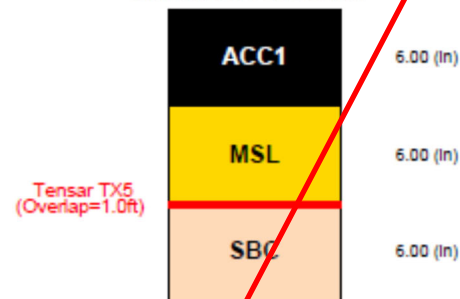 ACC1 6.00 (in)
MSL 6.00 (in)
Tensar TX5
(Overlap=1.0ft)
SBC 6.00 (in)